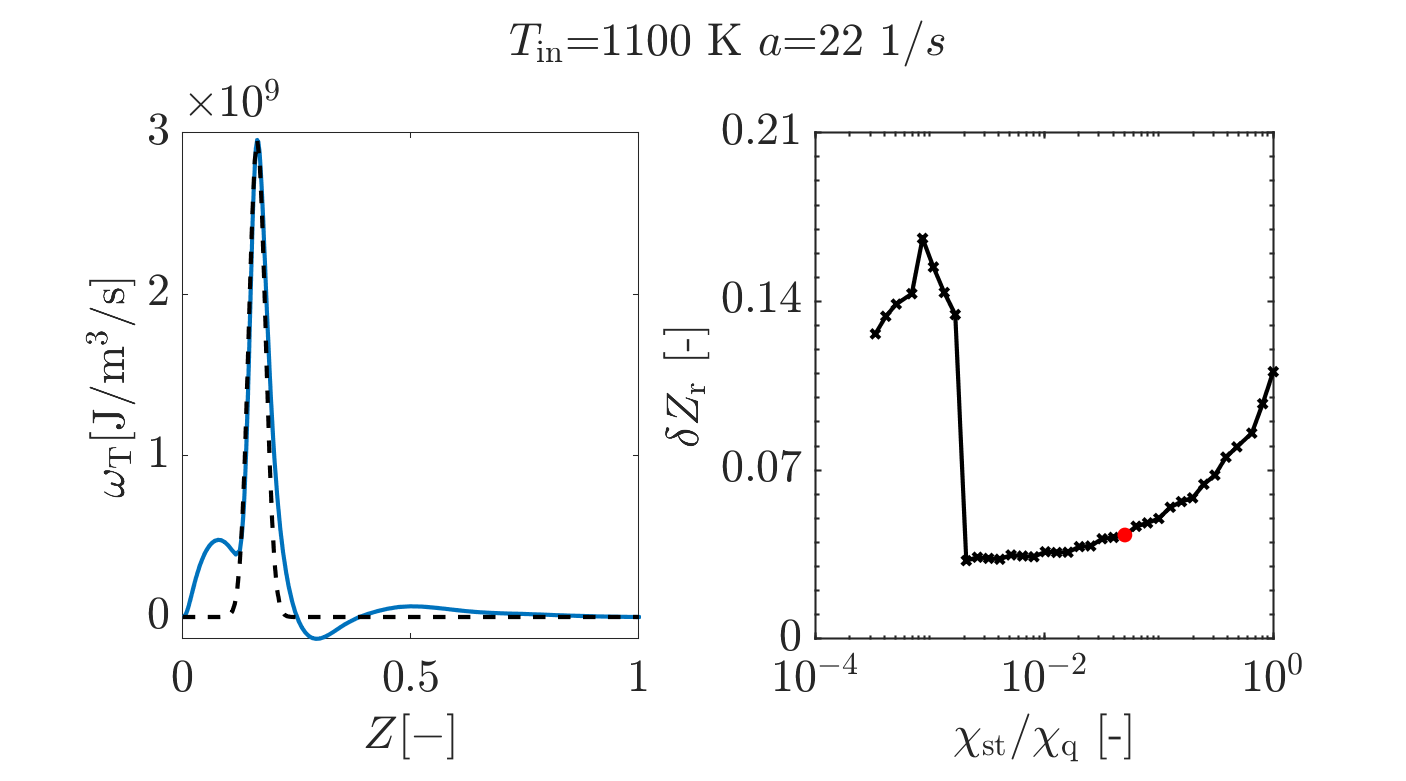 T_in=1100 K a=22 1/s
×10^9
3
2
1
0
0 0.5 1
Z[−]
ω_T[J/m^3/s]
0.21
0.14
0.07
0
10^−4 10^−2 10^0
χ_st/χ_q [-]
δZ_r [-]